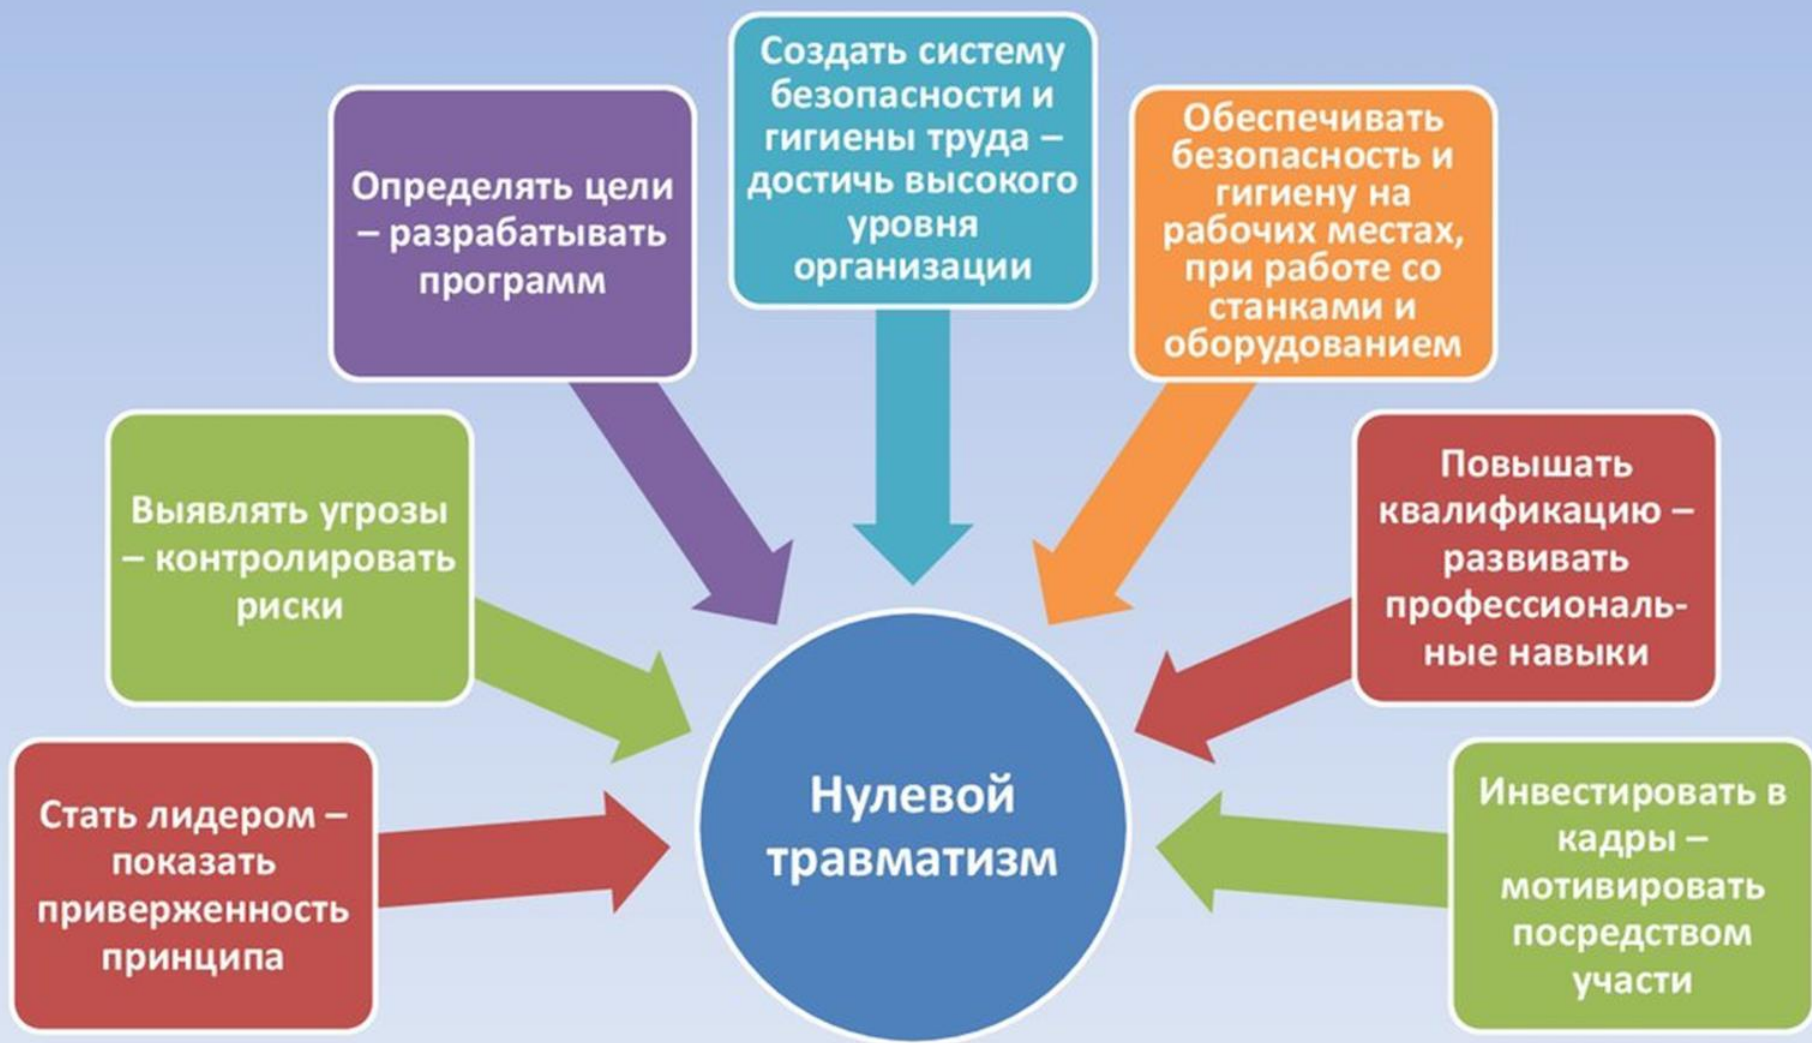 Стать лидером –
показать
приверженность
принципа
Выявлять угрозы
– контролировать
риски
Определять цели
– разрабатывать
программ
Создать систему
безопасности и
гигиены труда –
достичь высокого
уровня
организации
Обеспечивать
безопасность и
гигиену на
рабочих местах,
при работе со
станками и
оборудованием
Повышать
квалификацию –
развивать
профессиональ-
ные навыки
Инвестировать в
кадры –
мотивировать
посредством
участи
Нулевой
травматизм